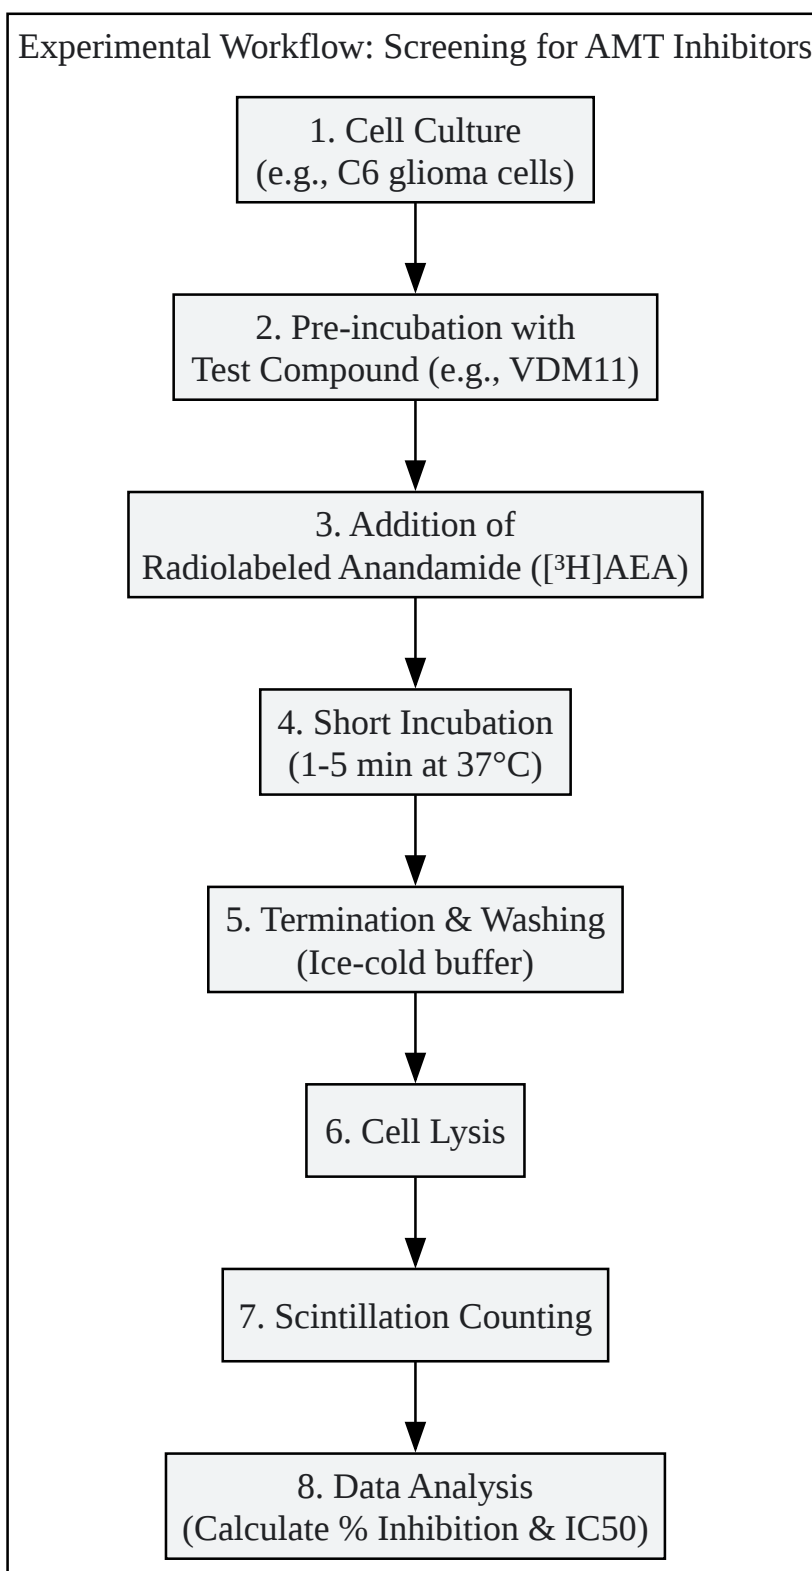 Experimental Workflow: Screening for AMT Inhibitors
1. Cell Culture
(e.g., C6 glioma cells)
2. Pre-incubation with
Test Compound (e.g., VDM11)
3. Addition of
Radiolabeled Anandamide ([³H]AEA)
4. Short Incubation
(1-5 min at 37°C)
5. Termination & Washing
(Ice-cold buffer)
6. Cell Lysis
7. Scintillation Counting
8. Data Analysis
(Calculate % Inhibition & IC50)